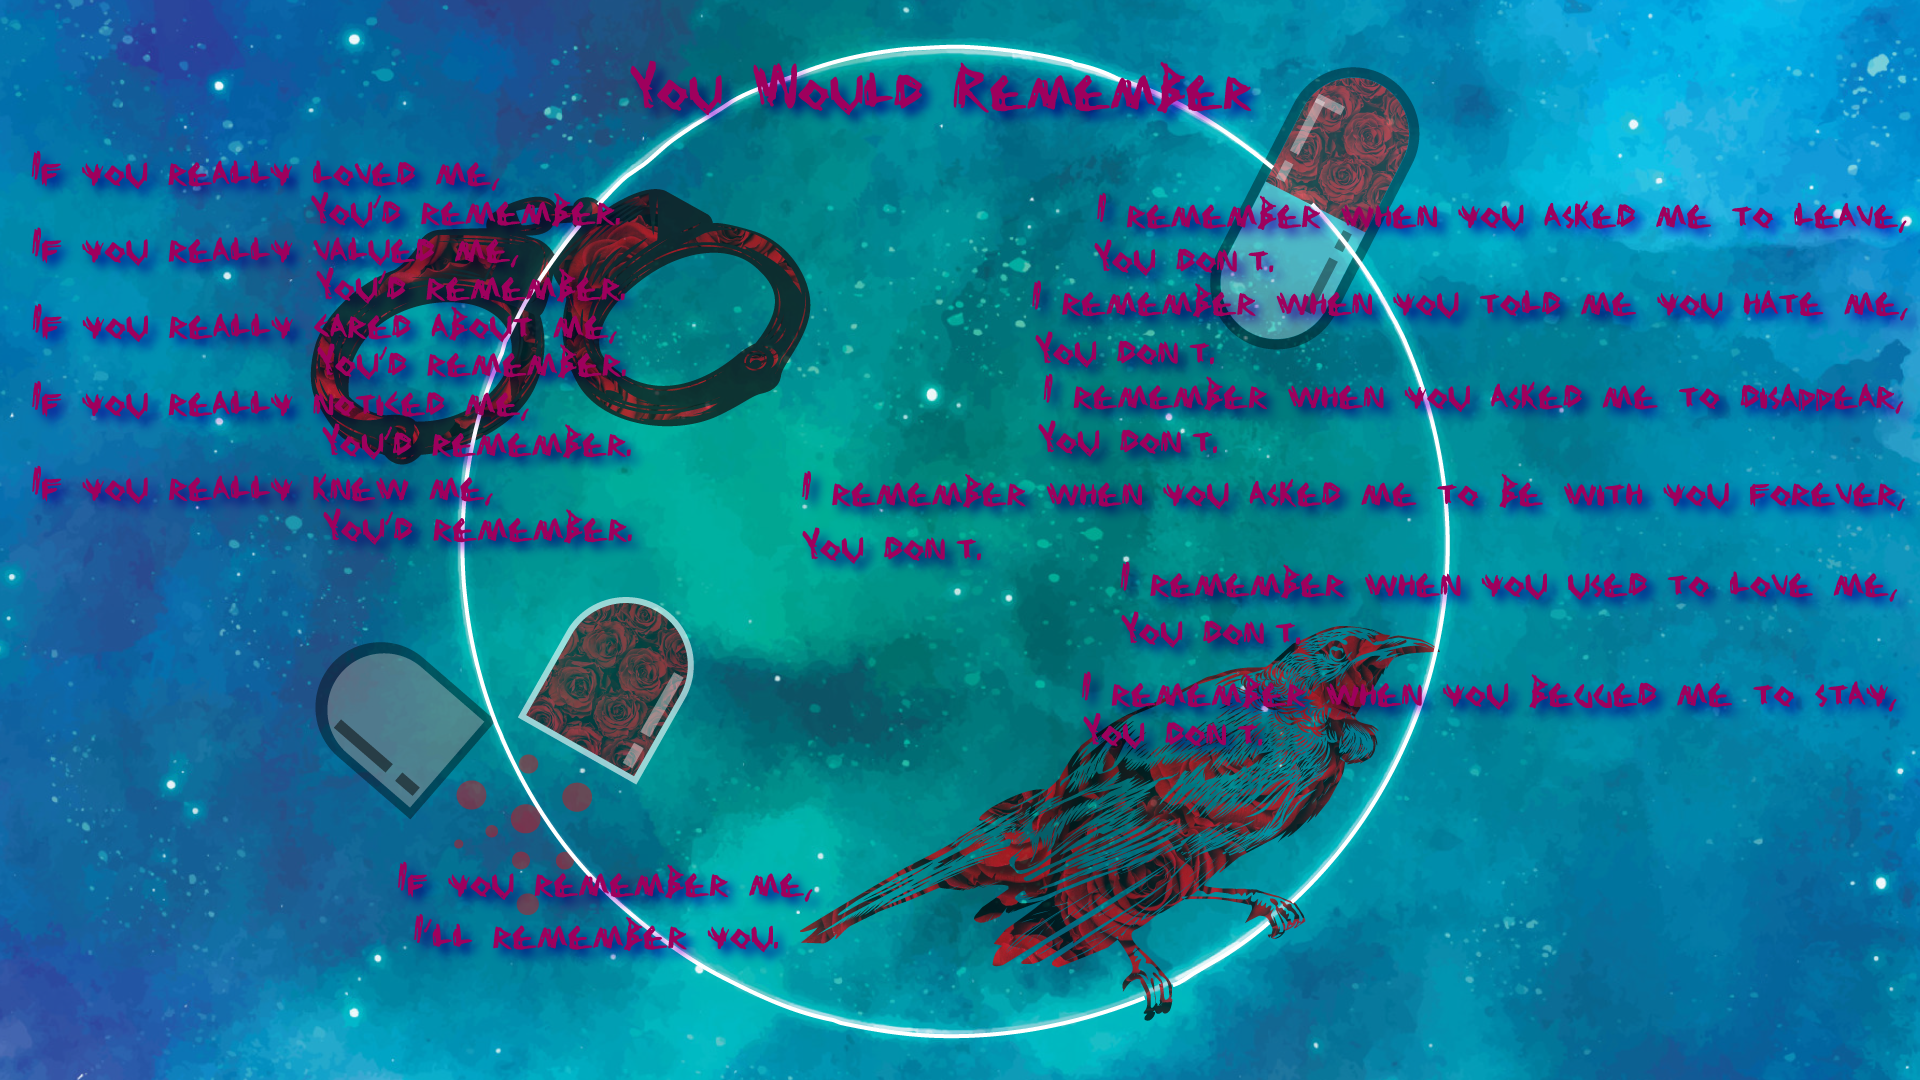 You Would Remember
If you really loved me,
You'd remember.
If you really valued me,
You'd remember.
If you really cared about me,
You'd remember.
If you really noticed me,
You'd remember.
If you really knew me,
You'd remember.
I remember when you asked me to leave,
You don't.
I remember when you told me you hate me,
You don't.
I remember when you asked me to disappear,
You don't.
I remember when you asked me to be with you forever,
You don't.
I remember when you used to love me,
You don't.
I remember when you begged me to stay,
You don't.
If you remember me,
I'll remember you.